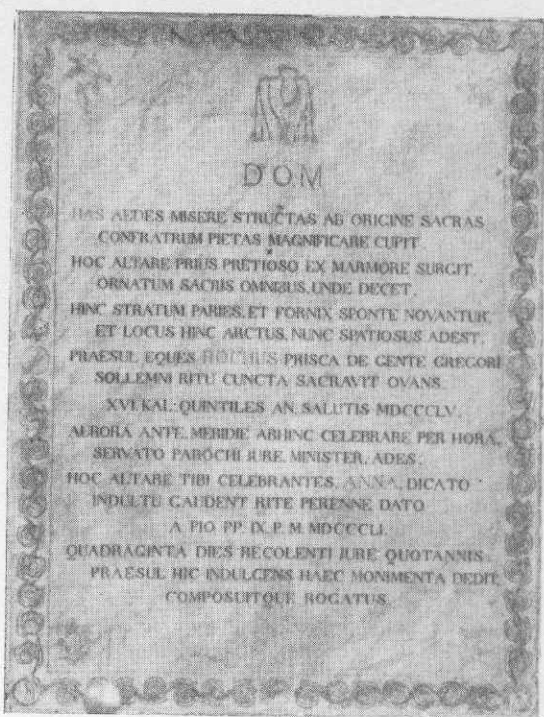 D.O.M
HAS AEDES MISERE STRUCTAS AB ORIGINE SACRAS
CONFRATRUM PIETAS MAGNIFICARE CUPIT.
HOC ALTARE PRIUS PRETIOSO EX MARMORE SURGIT
ORNATUM SACRIS OMNIBUS, UNDE DECET.
HINC STRATUM PARIES, ET FORNIX SPONTE NOVANTUR,
ET LOCUS HINC ARCTUS, NUNC SPATIOSUS ADEST.
PRAESUL EQUES ROCHUS PRISCA DE GENTE GREGORI
SOLLEMNI RITU CUNCTA SACRAVIT OVANS.
XVI. KAL: QUINTILES AN. SALUTIS MDCCCLV.
AURORA ANTE, MERIDIE ABHINC CELEBRARE PER HORA,
SERVATO PAROCHI JURE, MINISTER, ADES.
HOC ALTARE TIBI CELEBRANTES, ANNA, DICATO
INDULTU GAUDENT RITE PERENNE DATO
A PIO PP. IX. P. M. MDCCCLI.
QUADRAGINTA DIES RECOLENTI JURE QUOTANNIS
PRAESUL HIC INDULGENS HAEC MONIMENTA DEDIT,
COMPOSUITQUE ROGATUS.